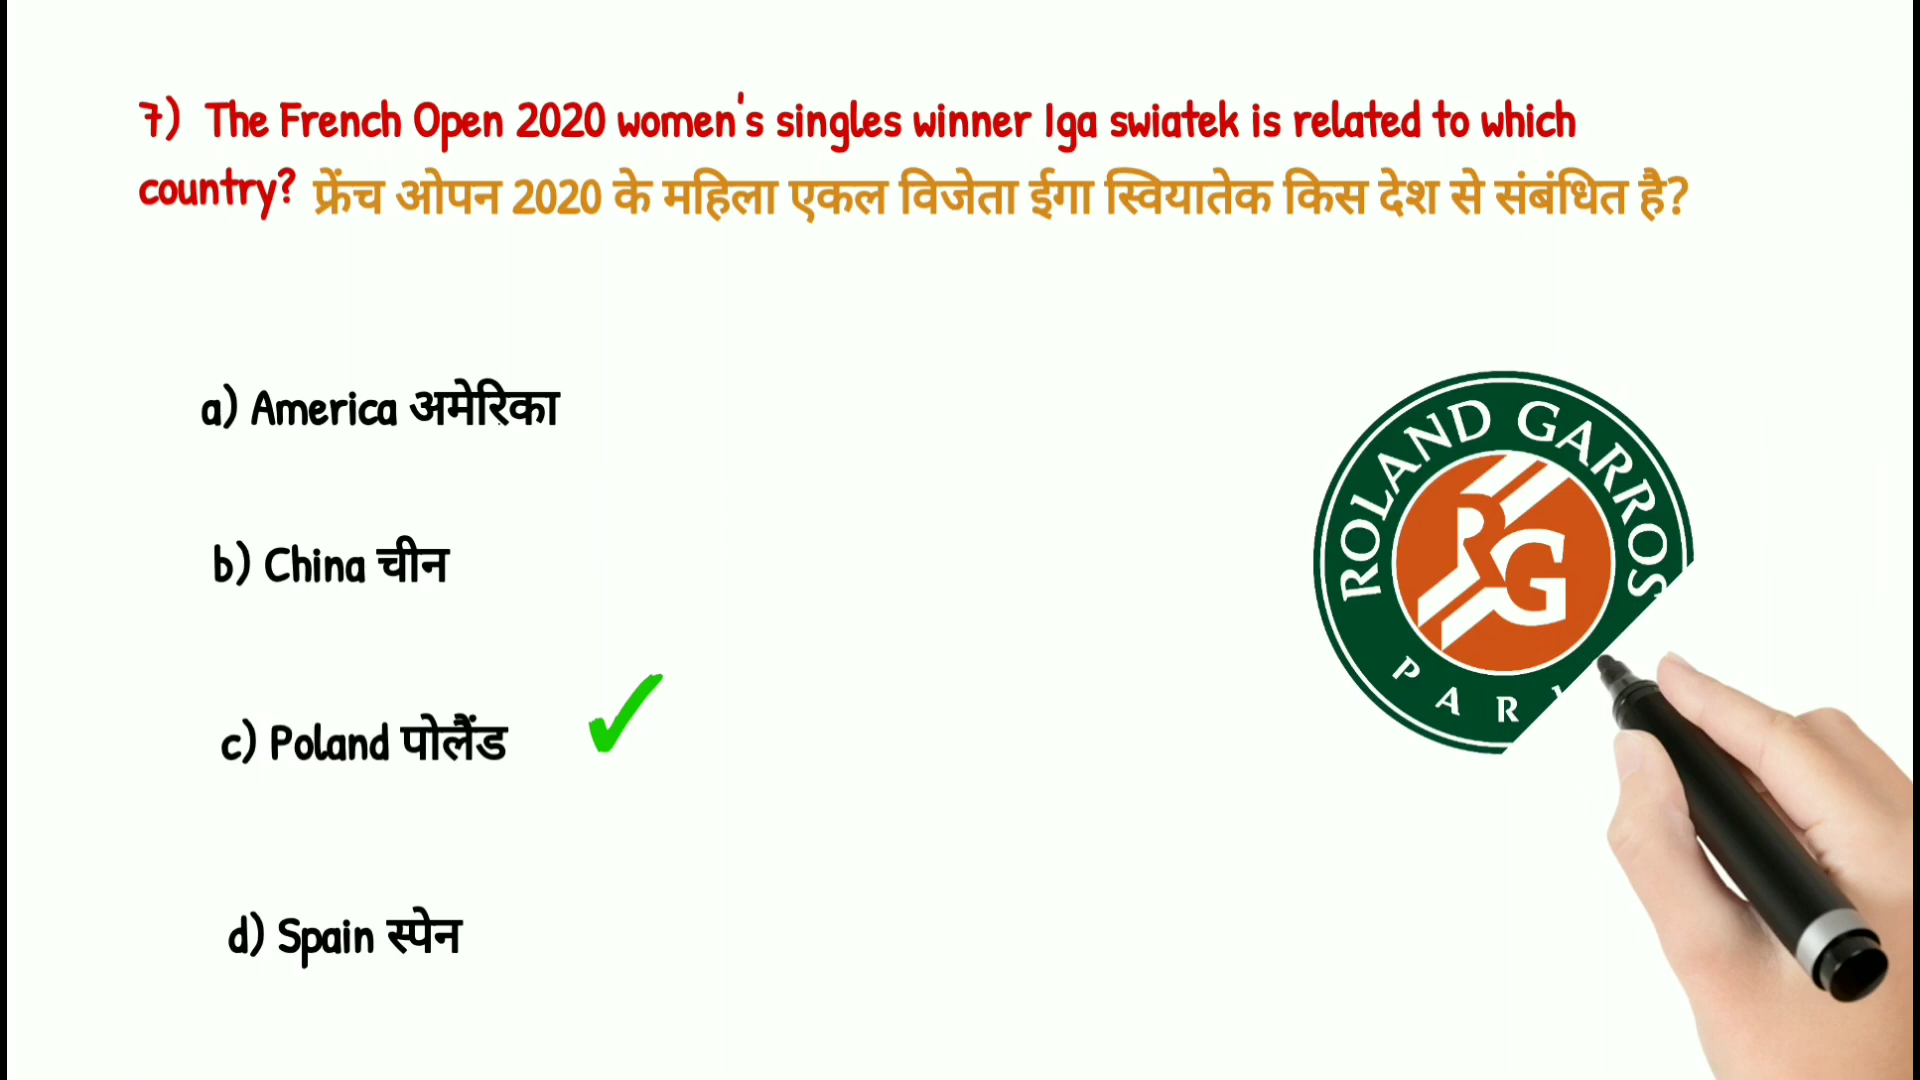 7) The French Open 2020 women's singles winner Iga swiatek is related to which
country? फ्रेंच ओपन 2020 के महिला एकल विजेता ईगा स्वियातेक किस देश से संबंधित है?
a) America अमेरिका
b) China चीन
c) Poland पोलैंड
d) Spain स्पेन
ROLAND GARROS
RG
PAR